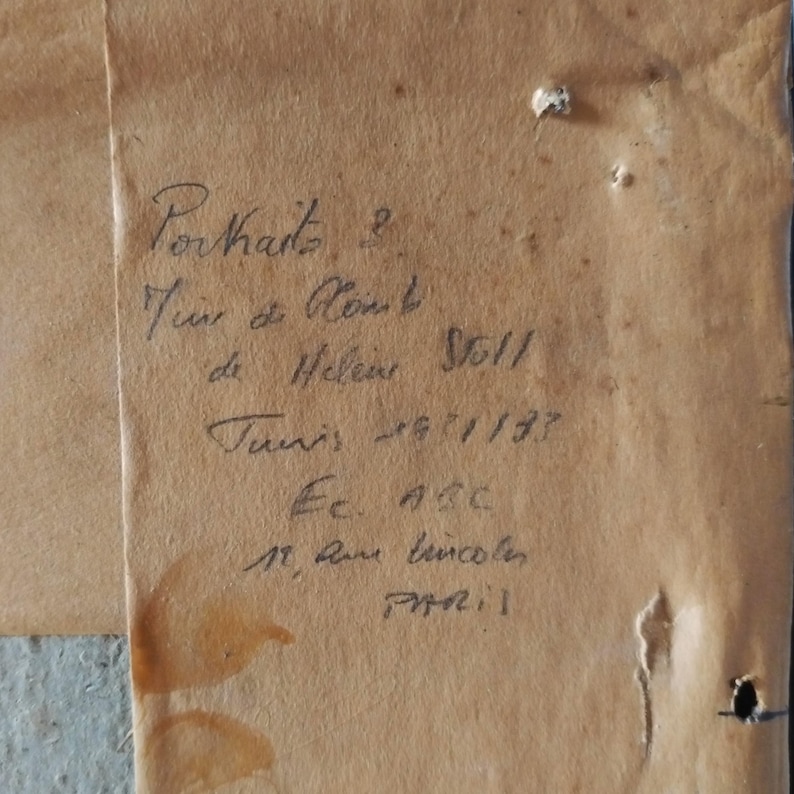 Portraits 3
Mine de Plomb
de Hélène Stoll
Tunis
Ec. ABC
12, Rue Lincoln
PARIS